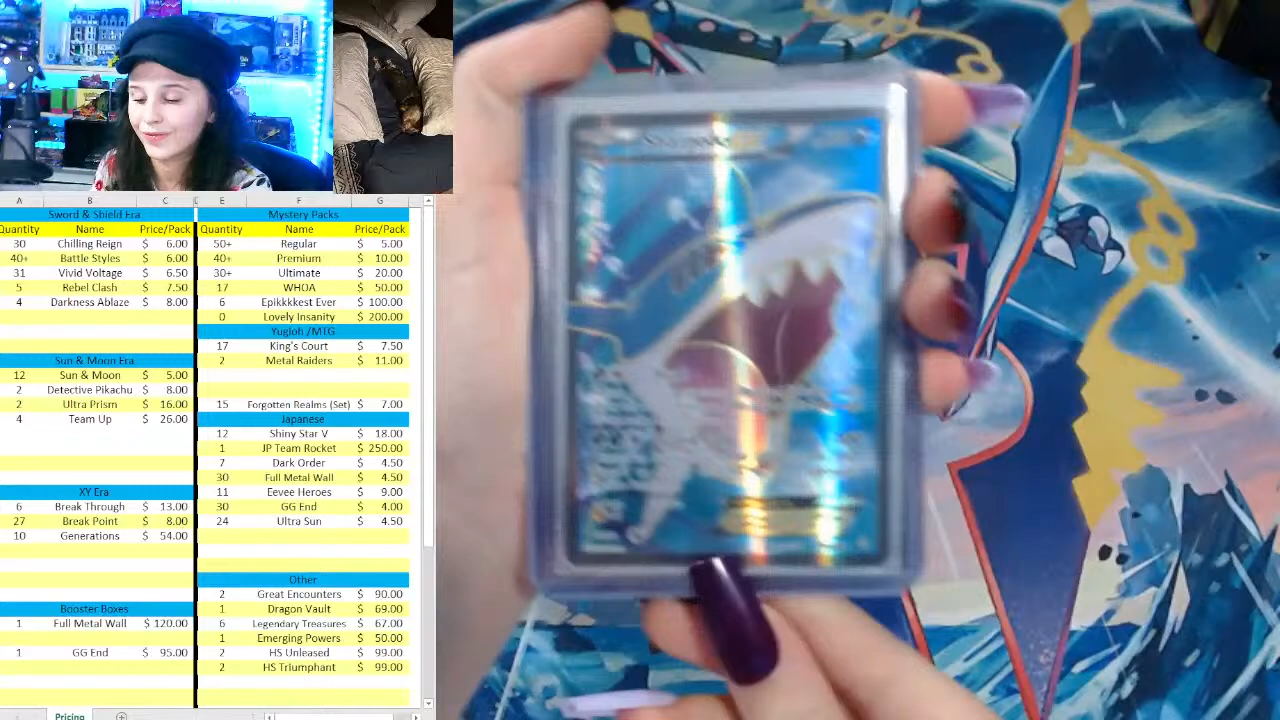 A B C D E F G
Sword & Shield Era
Quantity Name Price/Pack
30 Chilling Reign $ 6.00
40+ Battle Styles $ 6.00
31 Vivid Voltage $ 6.50
5 Rebel Clash $ 7.50
4 Darkness Ablaze $ 8.00
Sun & Moon Era
12 Sun & Moon $ 5.00
2 Detective Pikachu $ 8.00
2 Ultra Prism $ 16.00
4 Team Up $ 26.00
XY Era
6 Break Through $ 13.00
27 Break Point $ 8.00
10 Generations $ 54.00
Booster Boxes
1 Full Metal Wall $ 120.00
1 GG End $ 95.00
Mystery Packs
Quantity Name Price/Pack
50+ Regular $ 5.00
40+ Premium $ 10.00
30+ Ultimate $ 20.00
17 WHOA $ 50.00
6 Epikkkkest Ever $ 100.00
0 Lovely Insanity $ 200.00
Yugioh /MTG
17 King's Court $ 7.50
2 Metal Raiders $ 11.00
15 Forgotten Realms (Set) $ 7.00
Japanese
12 Shiny Star V $ 18.00
1 JP Team Rocket $ 250.00
7 Dark Order $ 4.50
30 Full Metal Wall $ 4.50
11 Eevee Heroes $ 9.00
30 GG End $ 4.00
24 Ultra Sun $ 4.50
Other
2 Great Encounters $ 90.00
1 Dragon Vault $ 69.00
6 Legendary Treasures $ 67.00
1 Emerging Powers $ 50.00
2 HS Unleased $ 99.00
2 HS Triumphant $ 99.00
Pricing